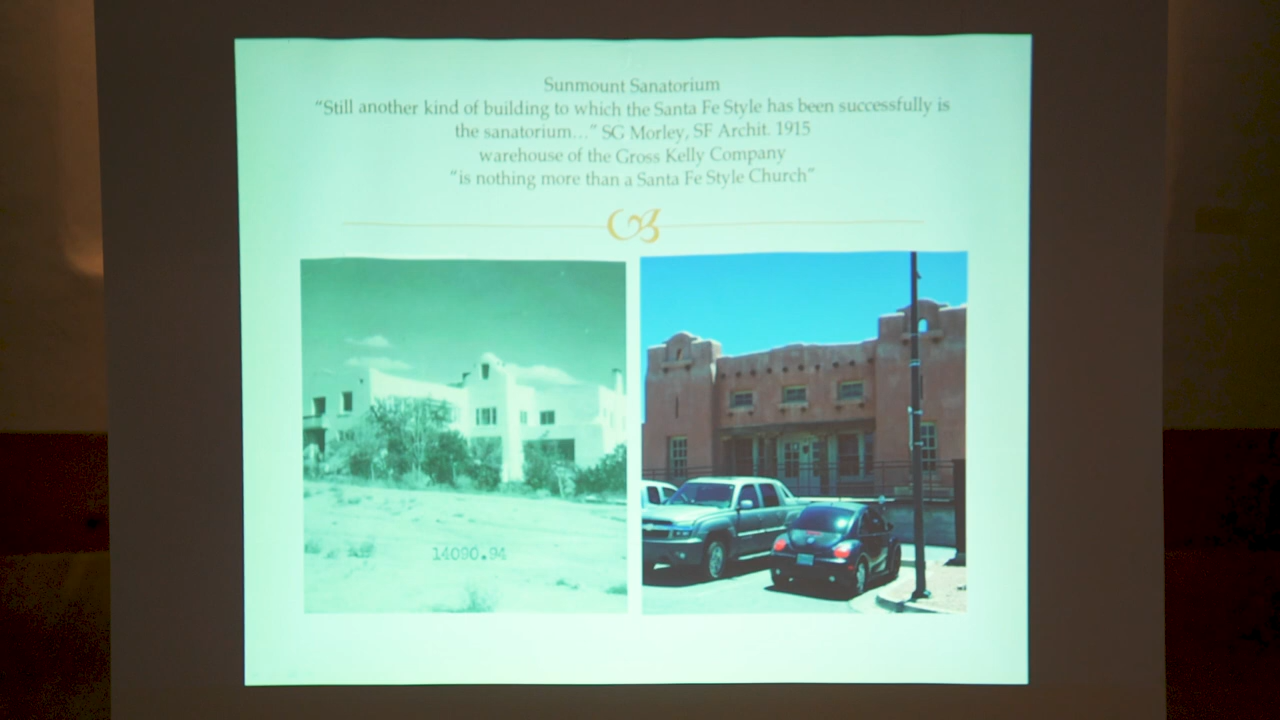 Sunmount Sanatorium
“Still another kind of building to which the Santa Fe Style has been successfully is
the sanatorium…” SG Morley, SF Archit. 1915
warehouse of the Gross Kelly Company
“is nothing more than a Santa Fe Style Church”
14090.94